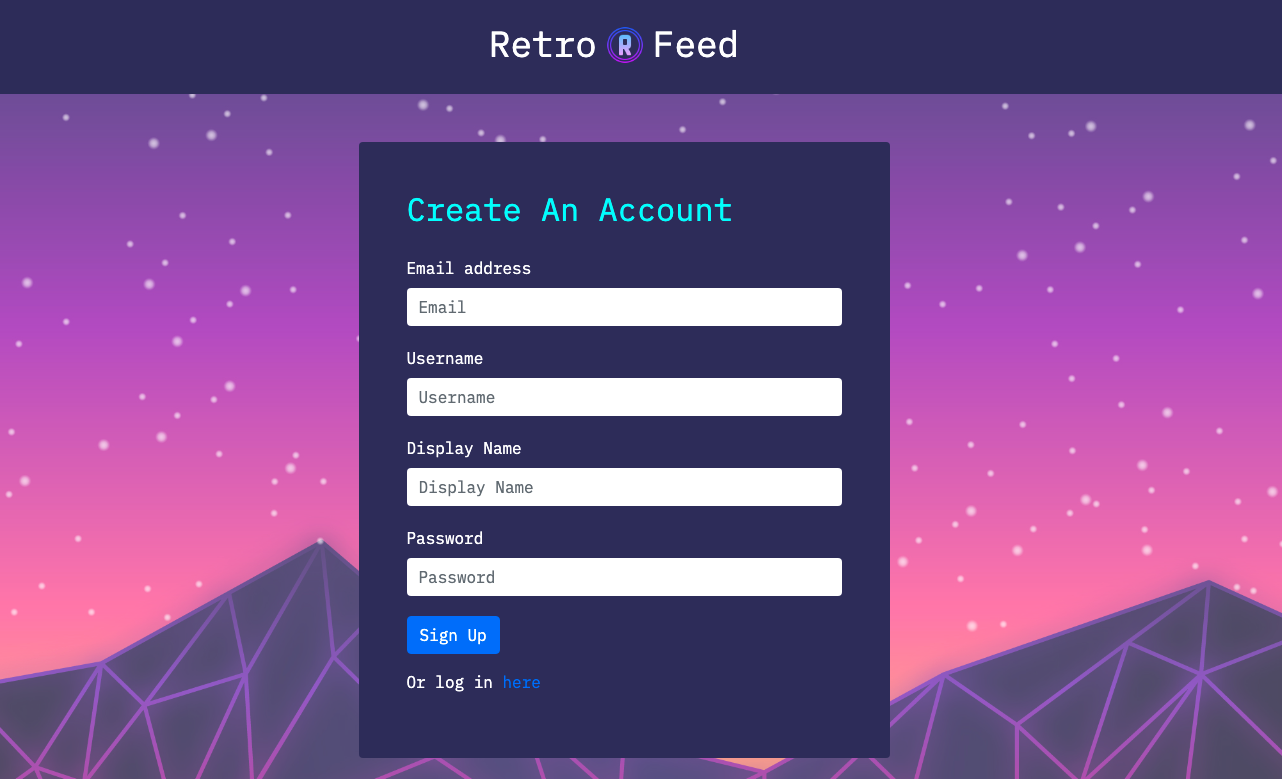 Retro R Feed
Create An Account
Email address
Email
Username
Username
Display Name
Display Name
Password
Password
Sign Up
Or log in here